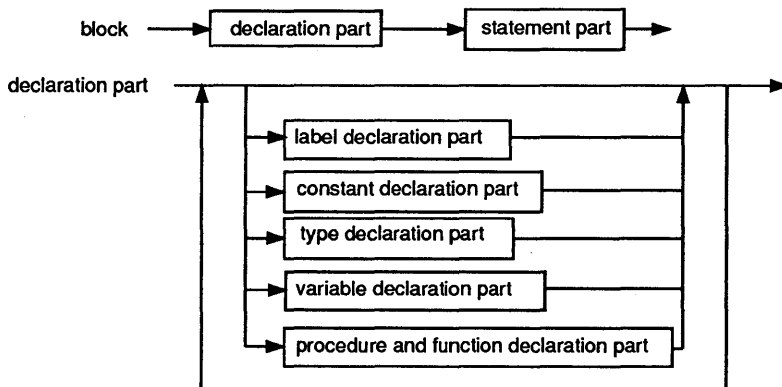 block declaration part statement part
declaration part
label declaration part
constant declaration part
type declaration part
variable declaration part
procedure and function declaration part